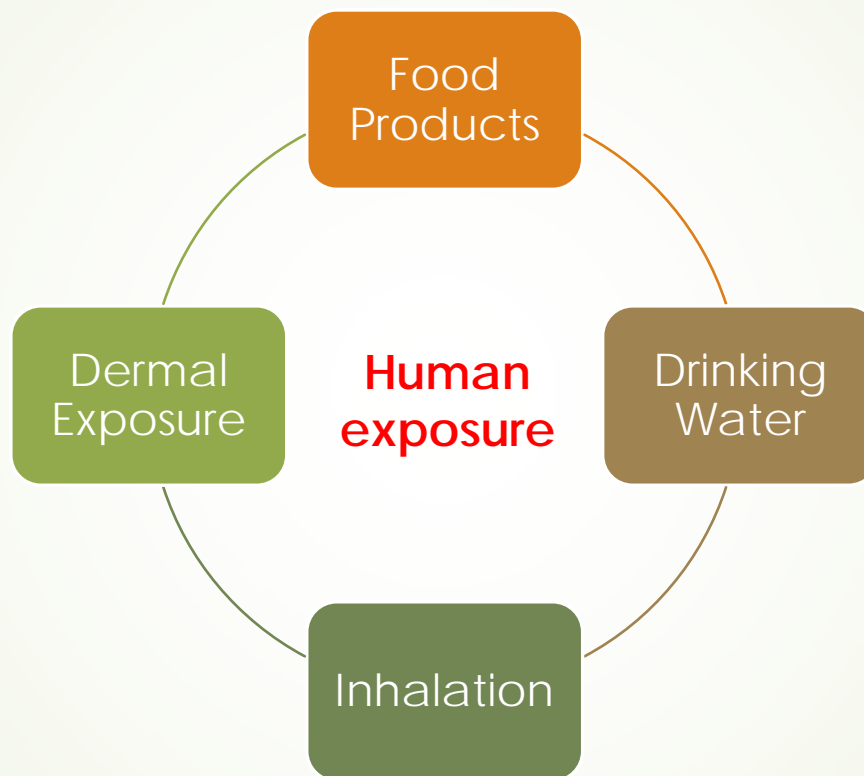 Food
Products
Dermal
Exposure
Human
exposure
Drinking
Water
Inhalation